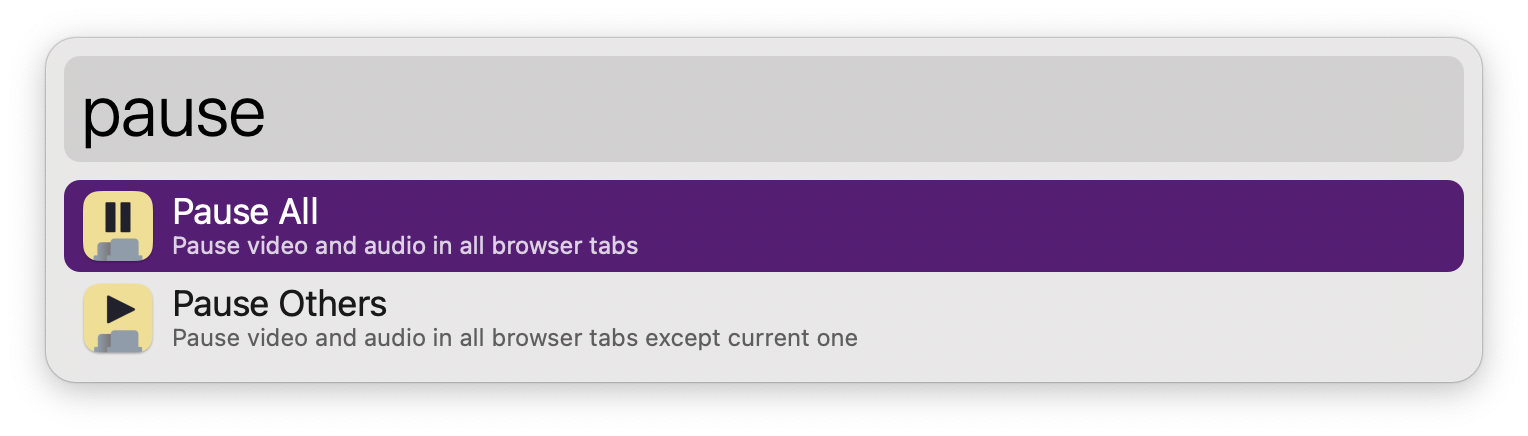 pause
Pause All
Pause video and audio in all browser tabs
Pause Others
Pause video and audio in all browser tabs except current one